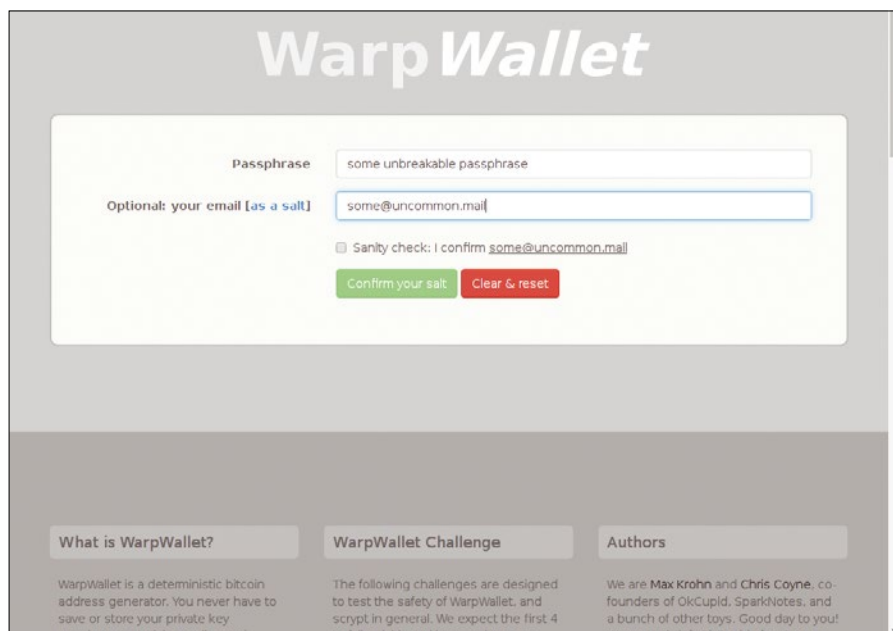 WarpWallet
Passphrase
some unbreakable passphrase
Optional: your email [as a salt]
some@uncommon.mail
Sanity check: I confirm some@uncommon.mail
Confirm your salt
Clear & reset
What is WarpWallet?
WarpWallet is a deterministic bitcoin
address generator. You never have to
save or store your private key
WarpWallet Challenge
The following challenges are designed
to test the safety of WarpWallet, and
scrypt in general. We expect the first 4
Authors
We are Max Krohn and Chris Coyne, co-
founders of OkCupid, SparkNotes, and
a bunch of other toys. Good day to you!